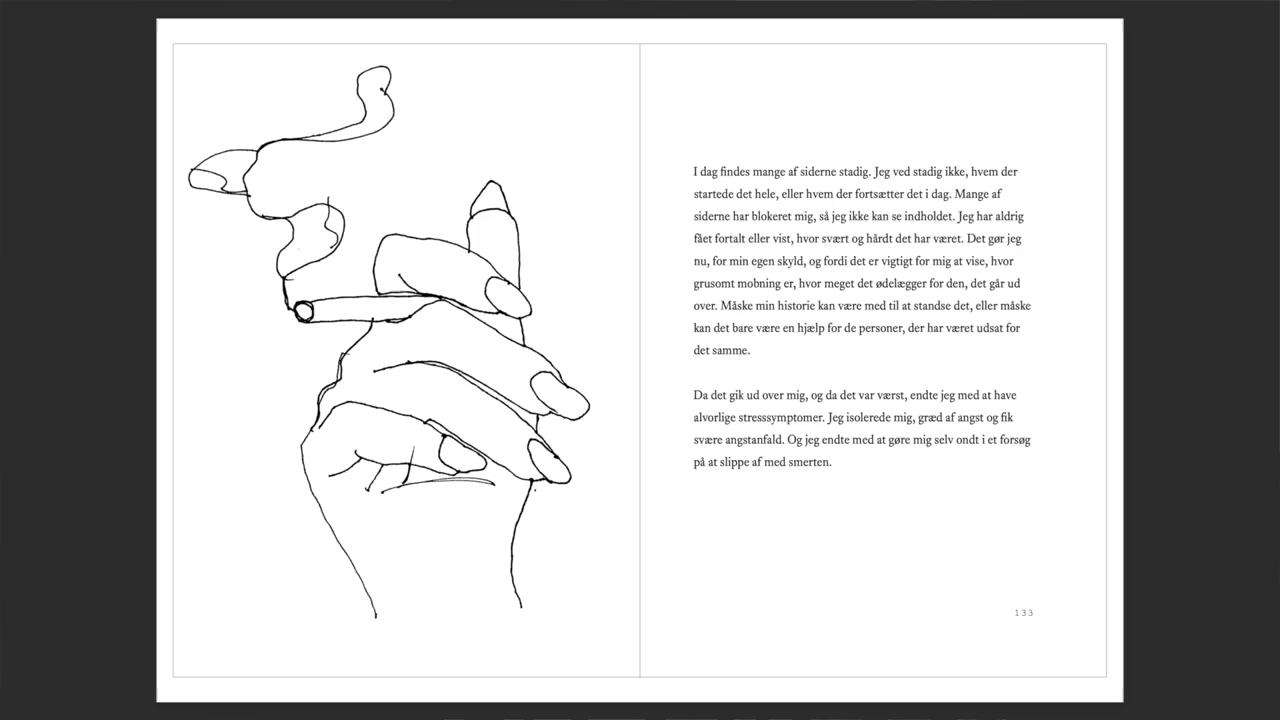 I dag findes mange af siderne stadig. Jeg ved stadig ikke, hvem der
startede det hele, eller hvem der fortsætter det i dag. Mange af
siderne har blokeret mig, så jeg ikke kan se indholdet. Jeg har aldrig
fået fortalt eller vist, hvor svært og hårdt det har været. Det gør jeg
nu, for min egen skyld, og fordi det er vigtigt for mig at vise, hvor
grusomt mobning er, hvor meget det ødelægger for den, det går ud
over. Måske min historie kan være med til at standse det, eller måske
kan det bare være en hjælp for de personer, der har været udsat for
det samme.
Da det gik ud over mig, og da det var værst, endte jeg med at have
alvorlige stresssymptomer. Jeg isolerede mig, græd af angst og fik
svære angstanfald. Og jeg endte med at gøre mig selv ondt i et forsøg
på at slippe af med smerten.
133